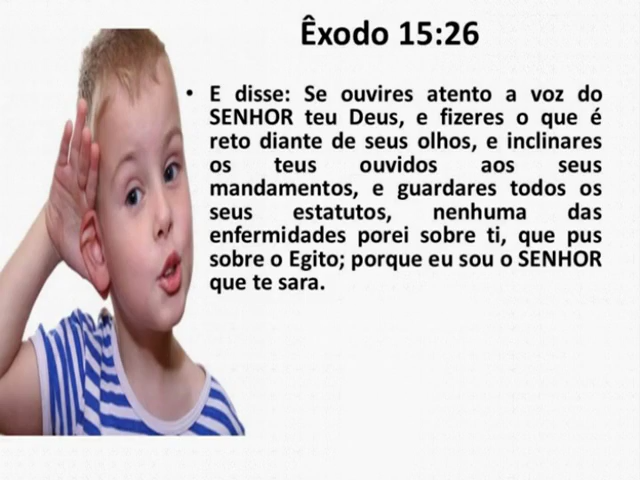 Êxodo 15:26
• E disse: Se ouvires atento a voz do
SENHOR teu Deus, e fizeres o que é
reto diante de seus olhos, e inclinares
os teus ouvidos aos seus
mandamentos, e guardares todos os
seus estatutos, nenhuma das
enfermidades porei sobre ti, que pus
sobre o Egito; porque eu sou o SENHOR
que te sara.